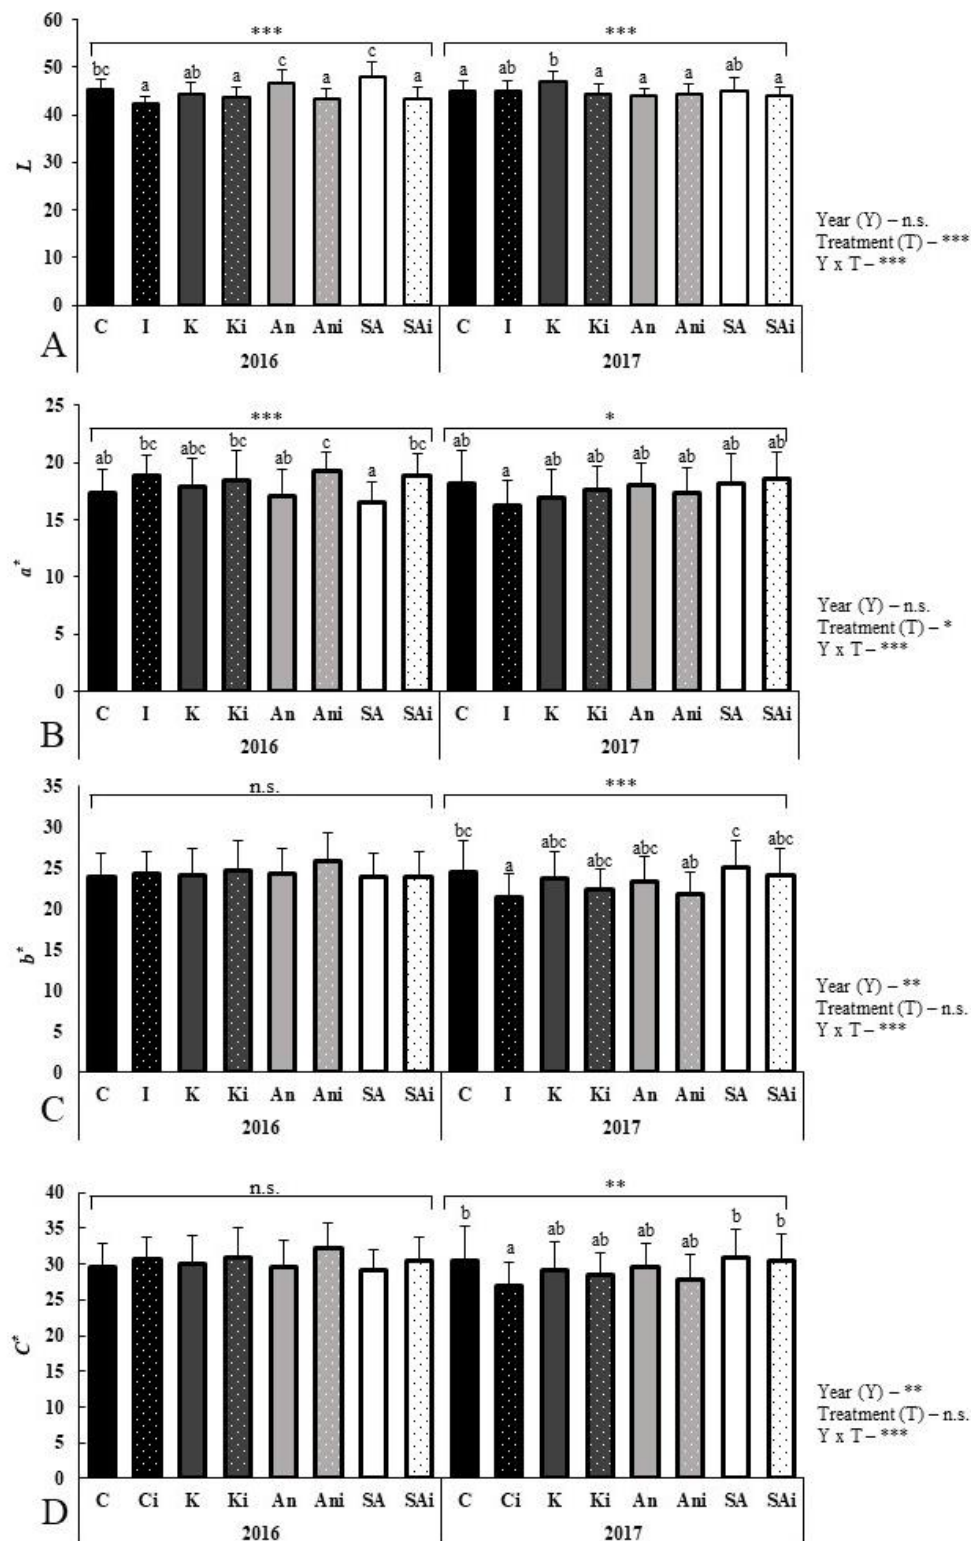 60
50
40
30
20
10
0
L
***
***
bc a ab a c a c a
a ab b a a a ab a
C I K Ki An Ani SA SAi C I K Ki An Ani SA SAi
2016 2017
A
Year (Y) – n.s.
Treatment (T) – ***
Y x T – ***
25
20
15
10
5
0
a*
***
*
ab bc abc bc ab c a bc
ab a ab ab ab ab ab ab
C I K Ki An Ani SA SAi C I K Ki An Ani SA SAi
2016 2017
B
Year (Y) – n.s.
Treatment (T) – *
Y x T – ***
35
30
25
20
15
10
5
0
b*
n.s.
***
bc a abc abc abc ab c abc
C I K Ki An Ani SA SAi C I K Ki An Ani SA SAi
2016 2017
C
Year (Y) – **
Treatment (T) – n.s.
Y x T – ***
40
35
30
25
20
15
10
5
0
C*
n.s.
**
b a ab ab ab ab b b
C Ci K Ki An Ani SA SAi C Ci K Ki An Ani SA SAi
2016 2017
D
Year (Y) – **
Treatment (T) – n.s.
Y x T – ***